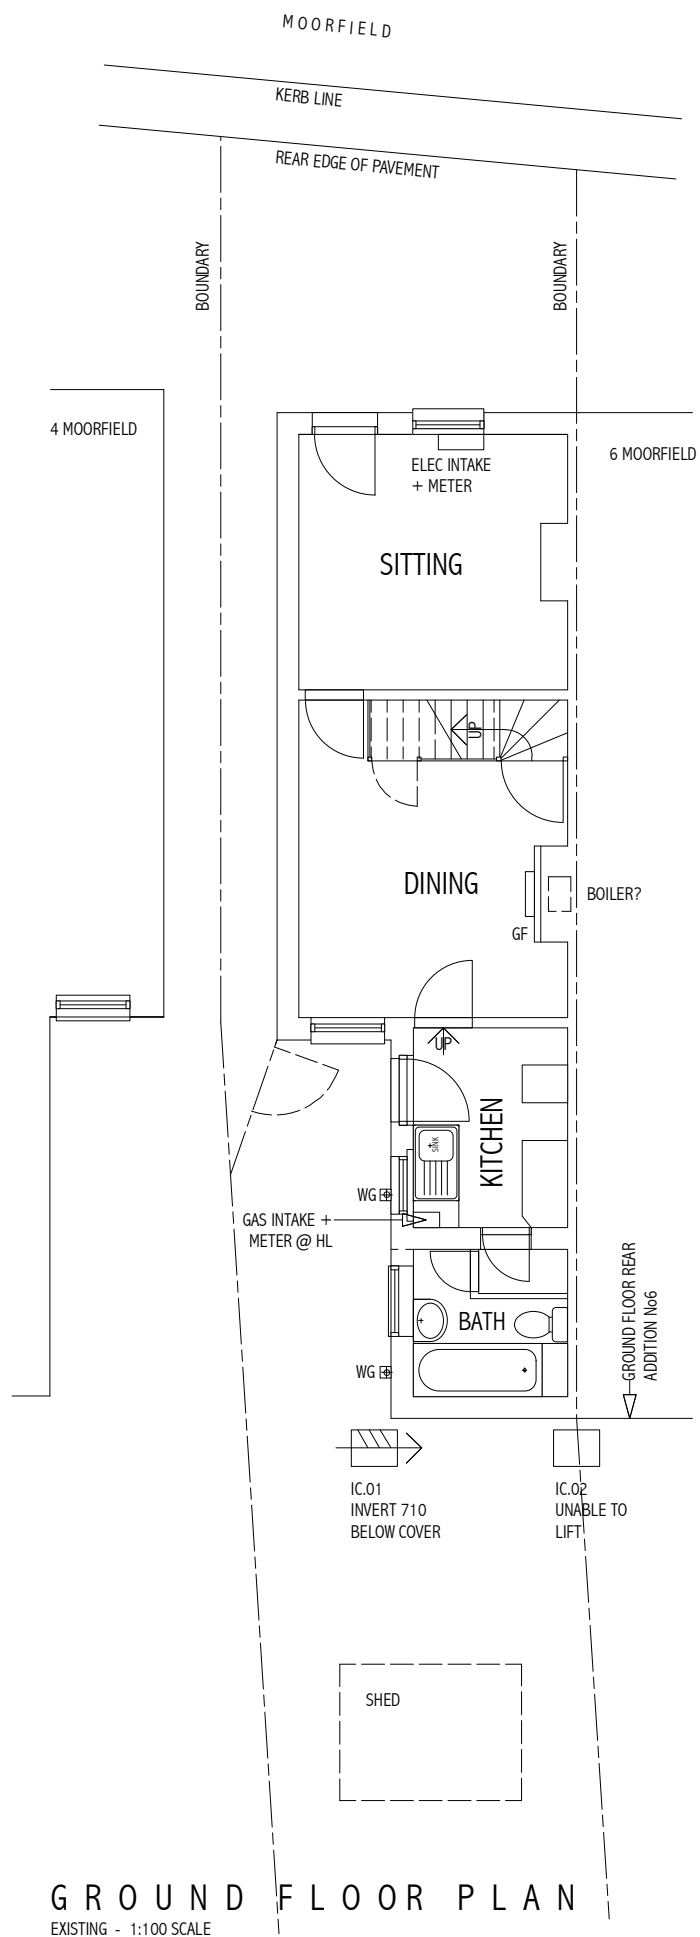 MOORFIELD
KERB LINE
REAR EDGE OF PAVEMENT
BOUNDARY
BOUNDARY
4 MOORFIELD
6 MOORFIELD
ELEC INTAKE
+ METER
SITTING
UP
DINING
BOILER?
GF
UP
KITCHEN
SINK
WG
GAS INTAKE +
METER @ HL
BATH
GROUND FLOOR REAR
ADDITION No6
WG
IC.01
INVERT 710
BELOW COVER
IC.02
UNABLE TO
LIFT
SHED
GROUND FLOOR PLAN
EXISTING - 1:100 SCALE